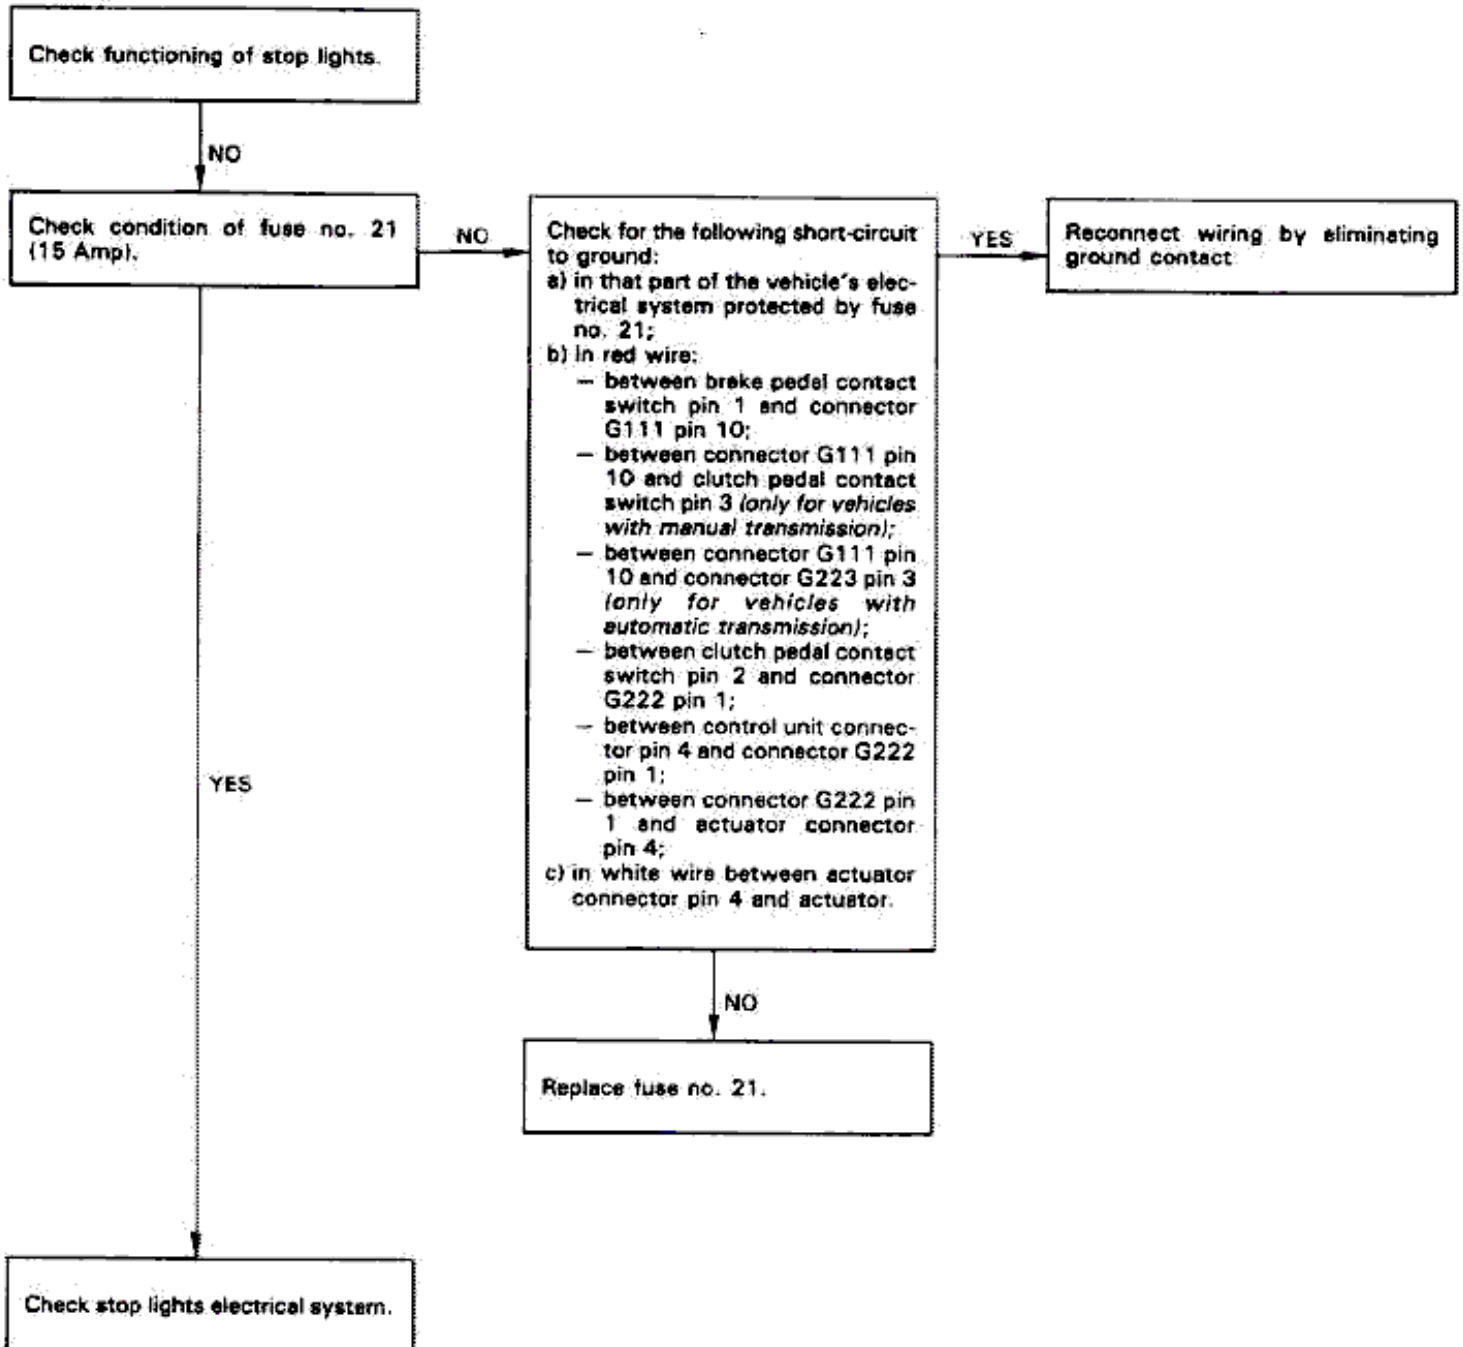 Check functioning of stop lights.
NO
Check condition of fuse no. 21
(15 Amp).
NO
Check for the following short-circuit
to ground:
a) in that part of the vehicle's elec-
trical system protected by fuse
no. 21;
b) in red wire:
— between brake pedal contact
switch pin 1 and connector
G111 pin 10;
— between connector G111 pin
10 and clutch pedal contact
switch pin 3 (only for vehicles
with manual transmission);
— between connector G111 pin
10 and connector G223 pin 3
(only for vehicles with
automatic transmission);
— between clutch pedal contact
switch pin 2 and connector
G222 pin 1;
— between control unit connec-
tor pin 4 and connector G222
pin 1;
— between connector G222 pin
1 and actuator connector
pin 4;
c) in white wire between actuator
connector pin 4 and actuator.
YES
Reconnect wiring by eliminating
ground contact
NO
Replace fuse no. 21.
YES
Check stop lights electrical system.